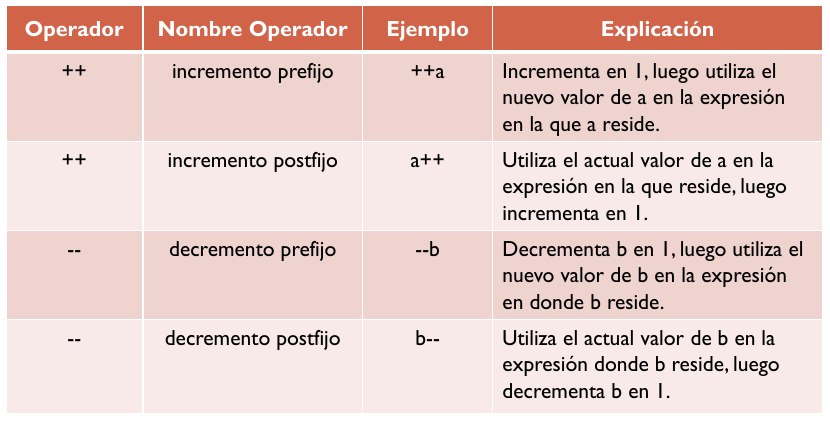 Operador Nombre Operador Ejemplo Explicación
++ incremento prefijo ++a Incrementa en 1, luego utiliza el
nuevo valor de a en la expresión
en la que a reside.
++ incremento postfijo a++ Utiliza el actual valor de a en la
expresión en la que reside, luego
incrementa en 1.
-- decremento prefijo --b Decrementa b en 1, luego utiliza el
nuevo valor de b en la expresión
en donde b reside.
-- decremento postfijo b-- Utiliza el actual valor de b en la
expresión donde b reside, luego
decrementa b en 1.